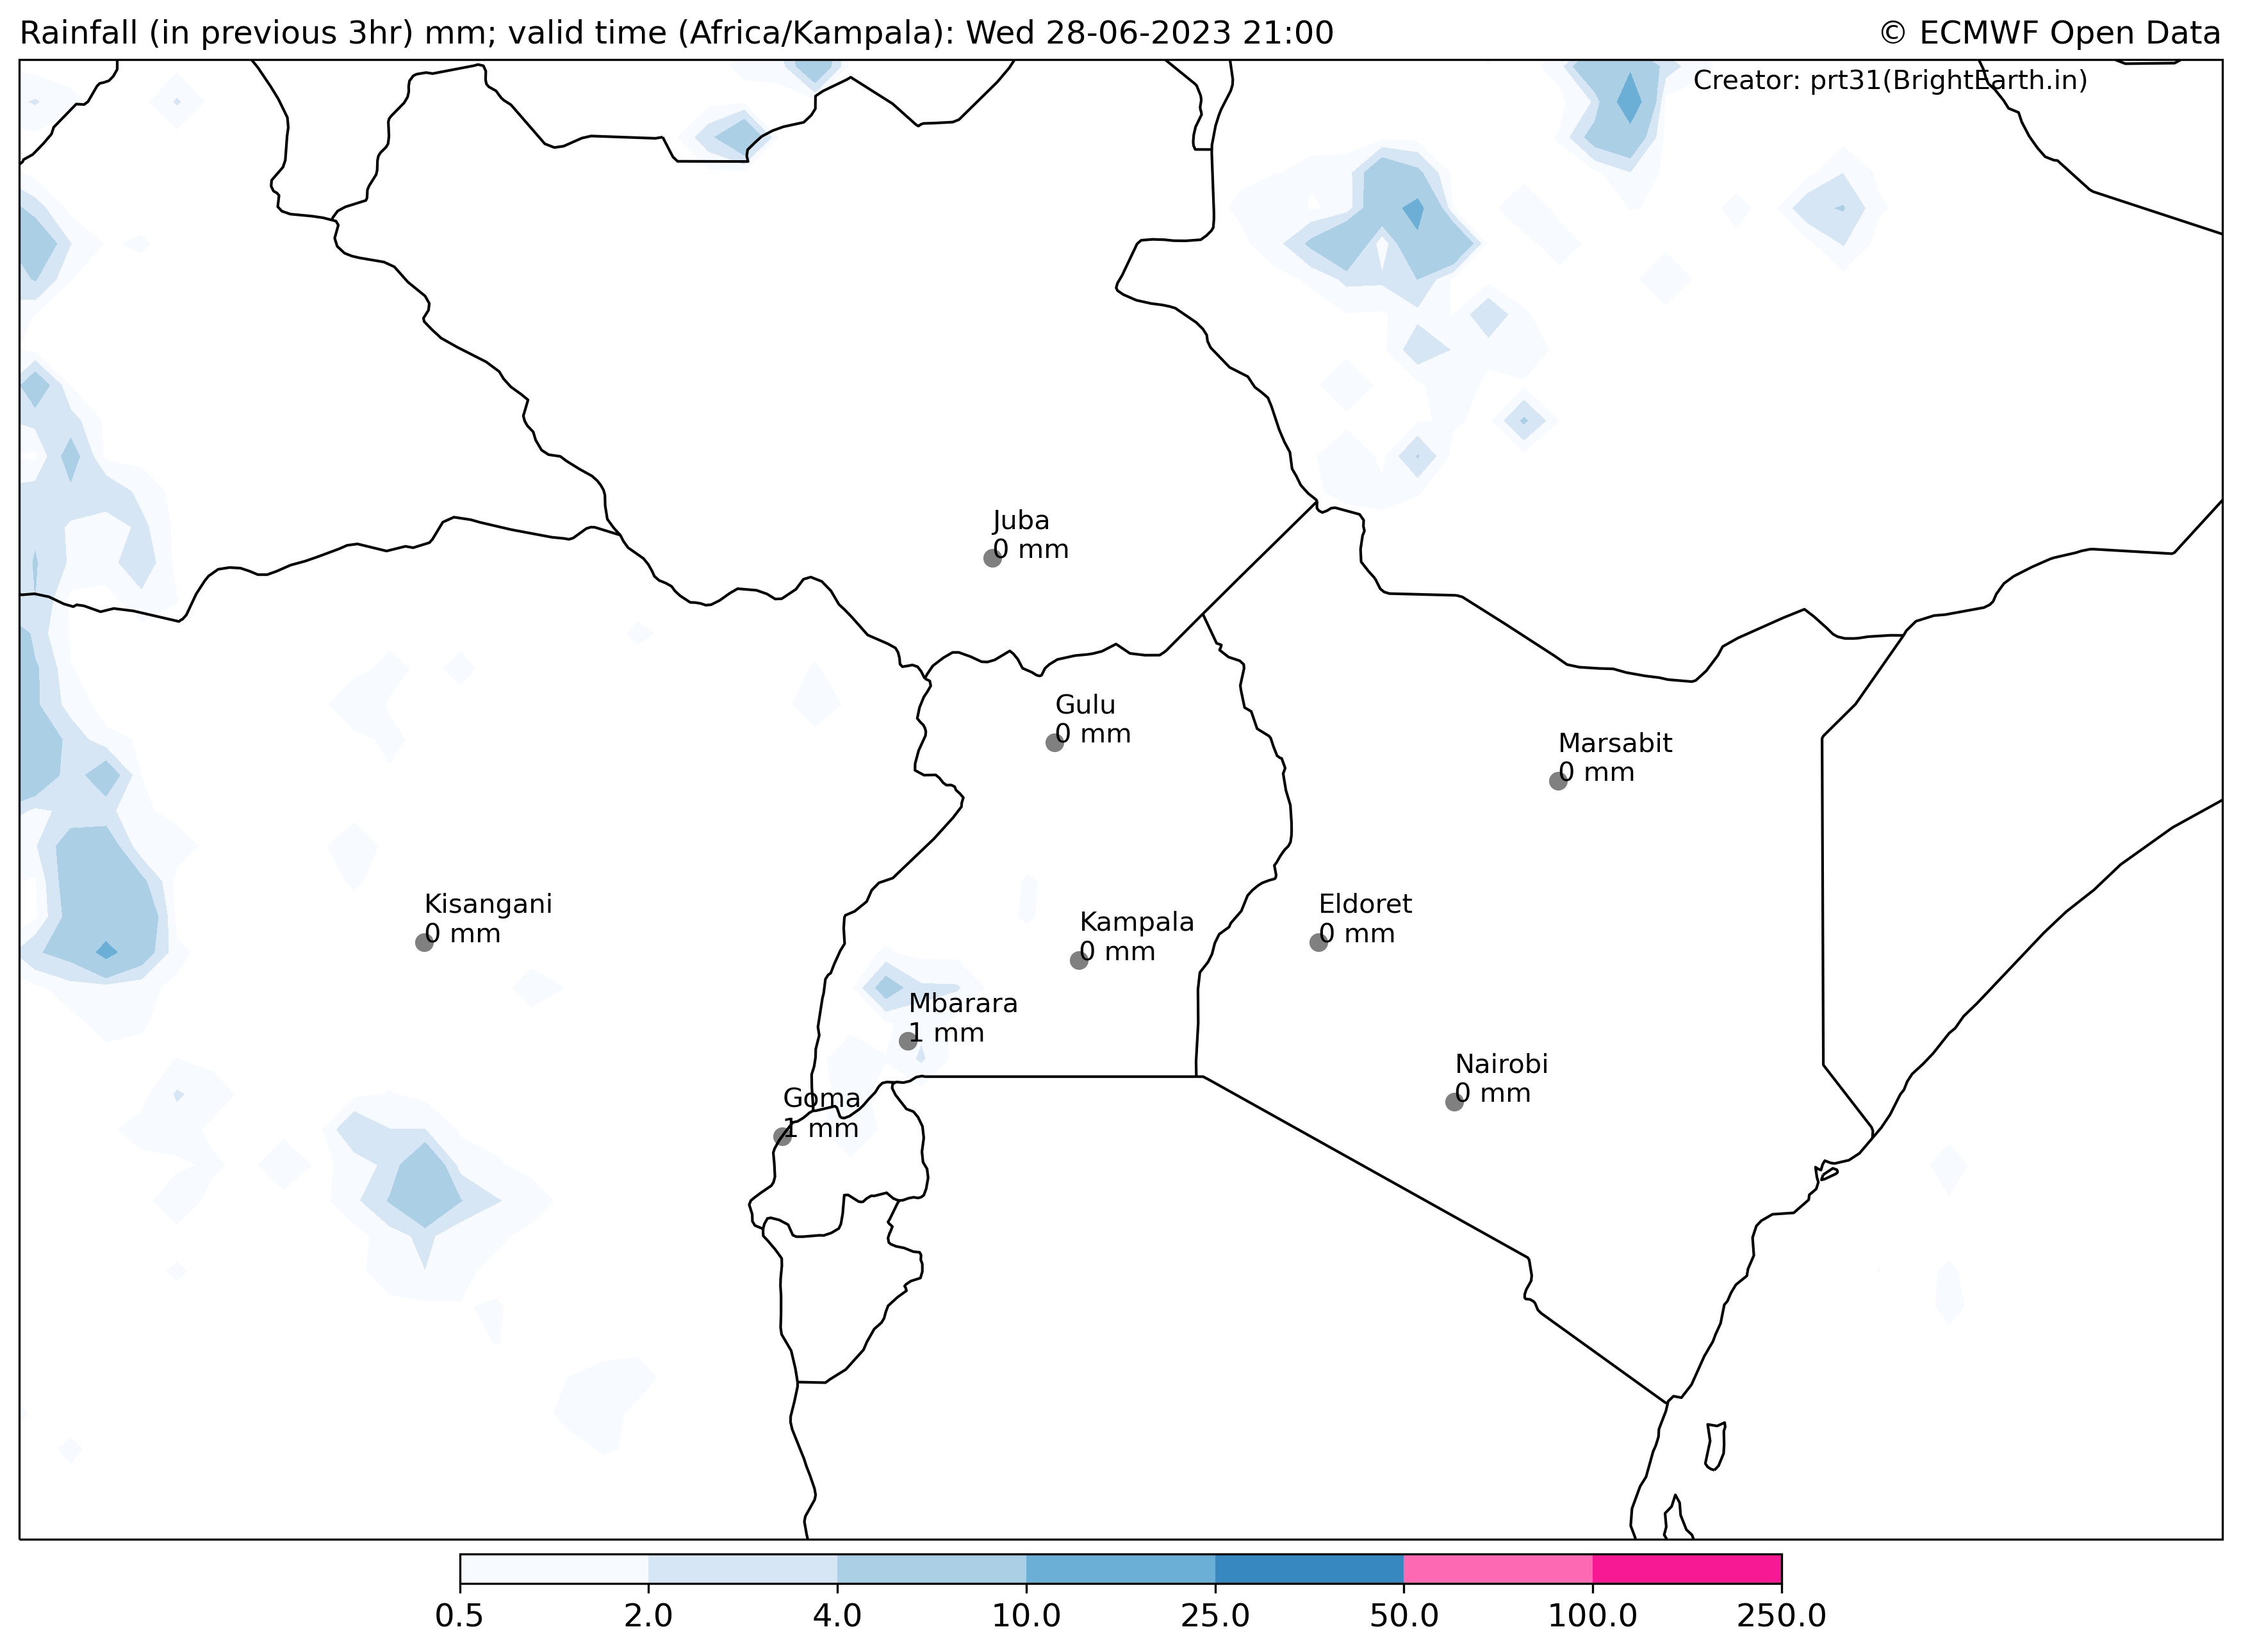 Rainfall (in previous 3hr) mm; valid time (Africa/Kampala): Wed 28-06-2023 21:00
© ECMWF Open Data
Creator: prt31(BrightEarth.in)
Juba
0 mm
Gulu
0 mm
Marsabit
0 mm
Kisangani
0 mm
Kampala
0 mm
Eldoret
0 mm
Mbarara
1 mm
Nairobi
0 mm
Goma
1 mm
0.5 2.0 4.0 10.0 25.0 50.0 100.0 250.0